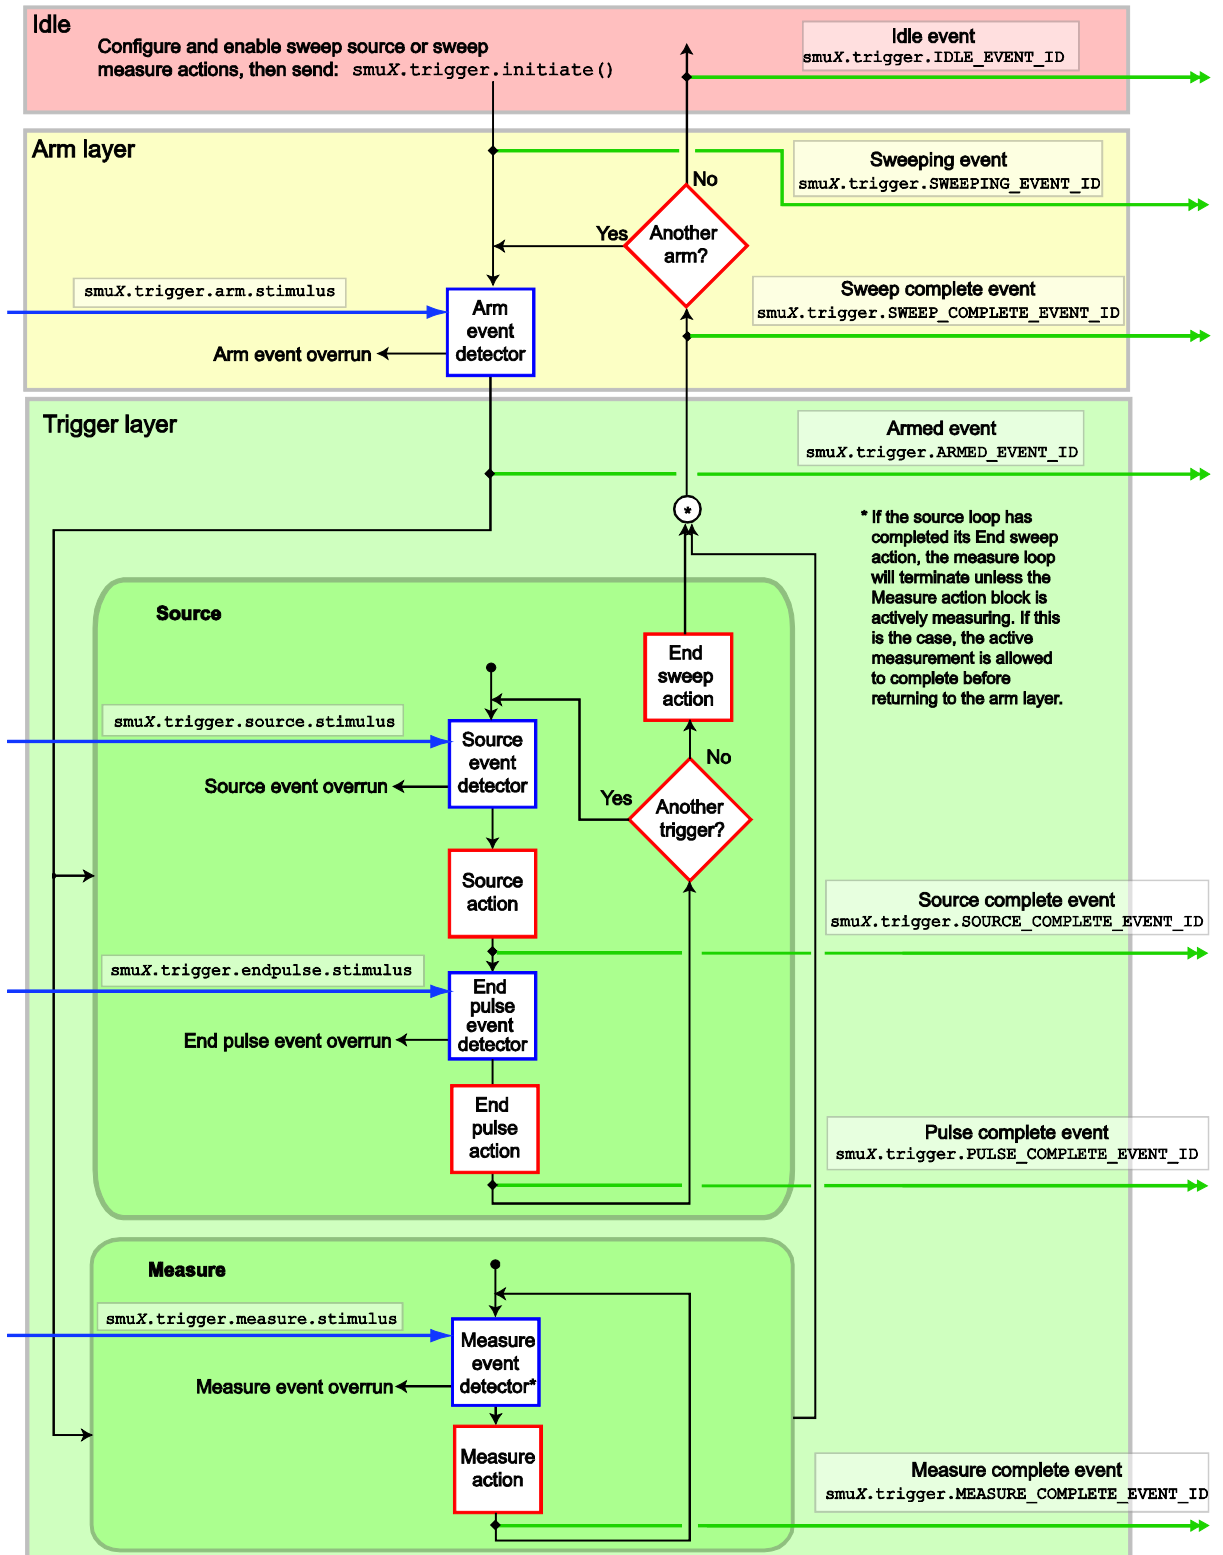 Idle
Configure and enable sweep source or sweep
measure actions, then send: smuX.trigger.initiate()
Idle event
smuX.trigger.IDLE_EVENT_ID
Arm layer
Sweeping event
smuX.trigger.SWEEPING_EVENT_ID
No
Yes
Another
arm?
smuX.trigger.arm.stimulus
Sweep complete event
smuX.trigger.SWEEP_COMPLETE_EVENT_ID
Arm
event
detector
Arm event overrun
Trigger layer
Armed event
smuX.trigger.ARMED_EVENT_ID
*
* If the source loop has
completed its End sweep
action, the measure loop
will terminate unless the
Measure action block is
actively measuring. If this
is the case, the active
measurement is allowed
to complete before
returning to the arm layer.
Source
End
sweep
action
smuX.trigger.source.stimulus
Source
event
detector
Source event overrun
No
Yes
Another
trigger?
Source
action
Source complete event
smuX.trigger.SOURCE_COMPLETE_EVENT_ID
smuX.trigger.endpulse.stimulus
End
pulse
event
detector
End pulse event overrun
End
pulse
action
Pulse complete event
smuX.trigger.PULSE_COMPLETE_EVENT_ID
Measure
smuX.trigger.measure.stimulus
Measure
event
detector*
Measure event overrun
Measure
action
Measure complete event
smuX.trigger.MEASURE_COMPLETE_EVENT_ID